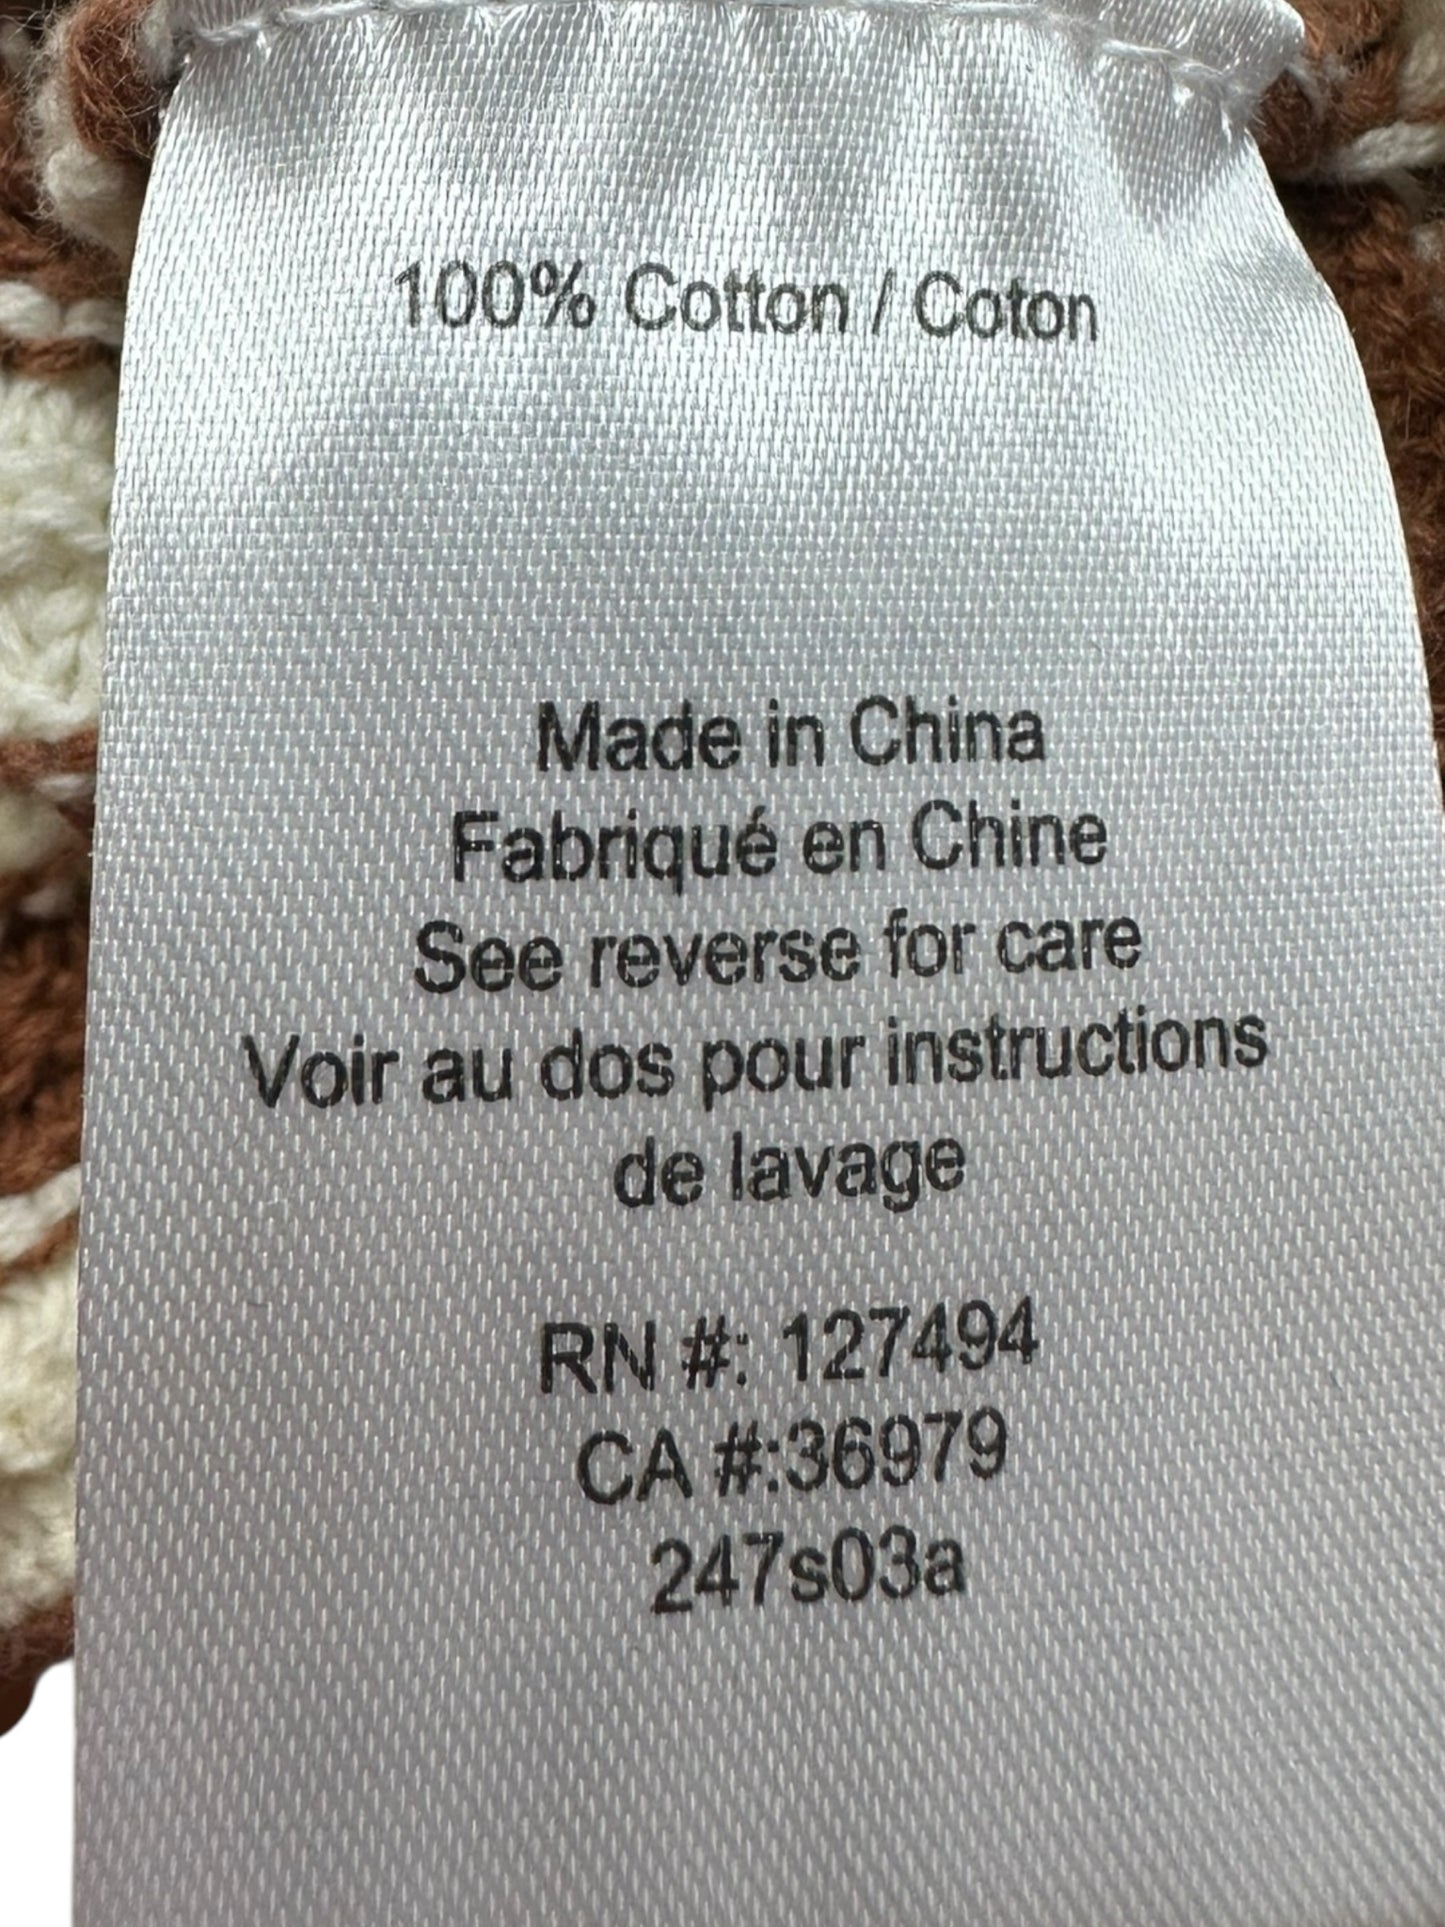 100% Cotton / Coton
Made in China
Fabriqué en Chine
See reverse for care
Voir au dos pour instructions
de lavage
RN #: 127494
CA #:36979
247s03a